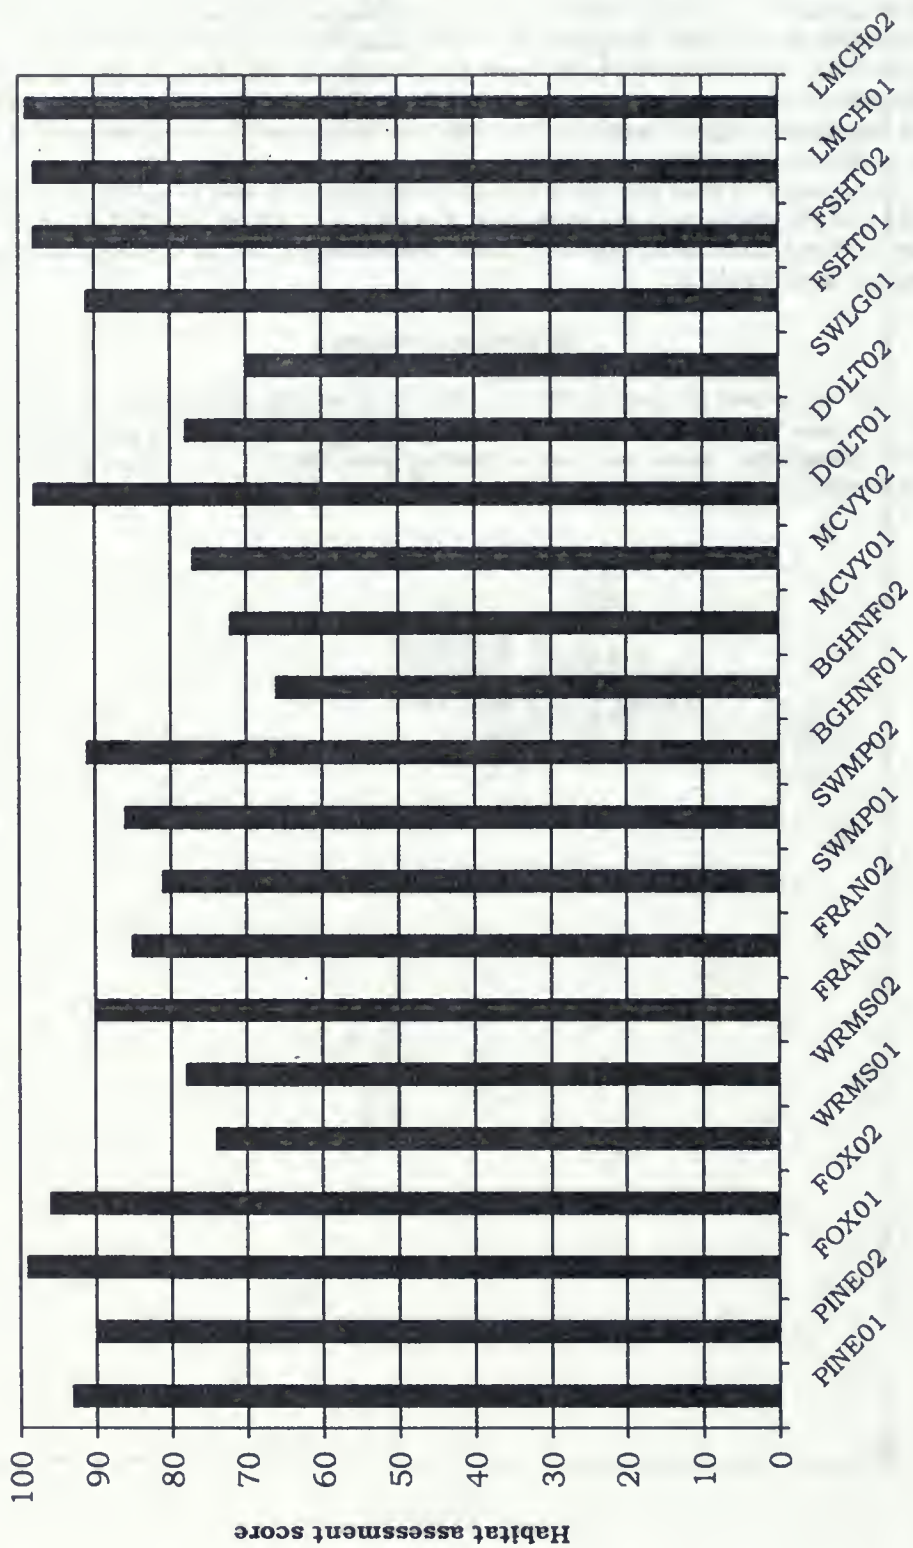 Habitat assessment score
100
90
80
70
60
50
40
30
20
10
0
PINE01
PINE02
FOX01
FOX02
WRMS01
WRMS02
FRAN01
FRAN02
SWMP01
SWMP02
BGHNF01
BGHNF02
MCVY01
MCVY02
DOLT01
DOLT02
SWLG01
FSHT01
FSHT02
LMCH01
LMCH02